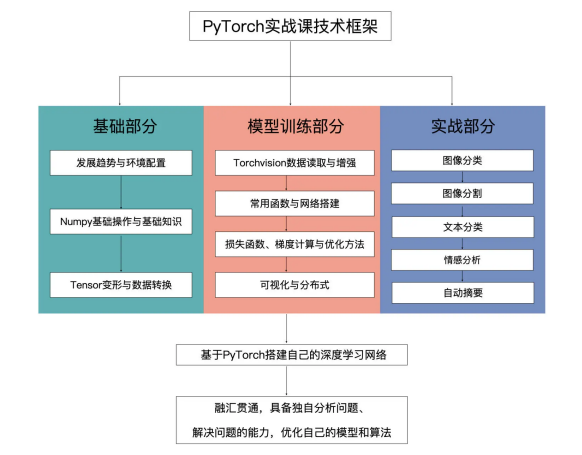 PyTorch实战课技术框架
基础部分
发展趋势与环境配置
Numpy基础操作与基础知识
Tensor变形与数据转换
模型训练部分
Torchvision数据读取与增强
常用函数与网络搭建
损失函数、梯度计算与优化方法
可视化与分布式
实战部分
图像分类
图像分割
文本分类
情感分析
自动摘要
基于PyTorch搭建自己的深度学习网络
融汇贯通，具备独自分析问题、
解决问题的能力，优化自己的模型和算法